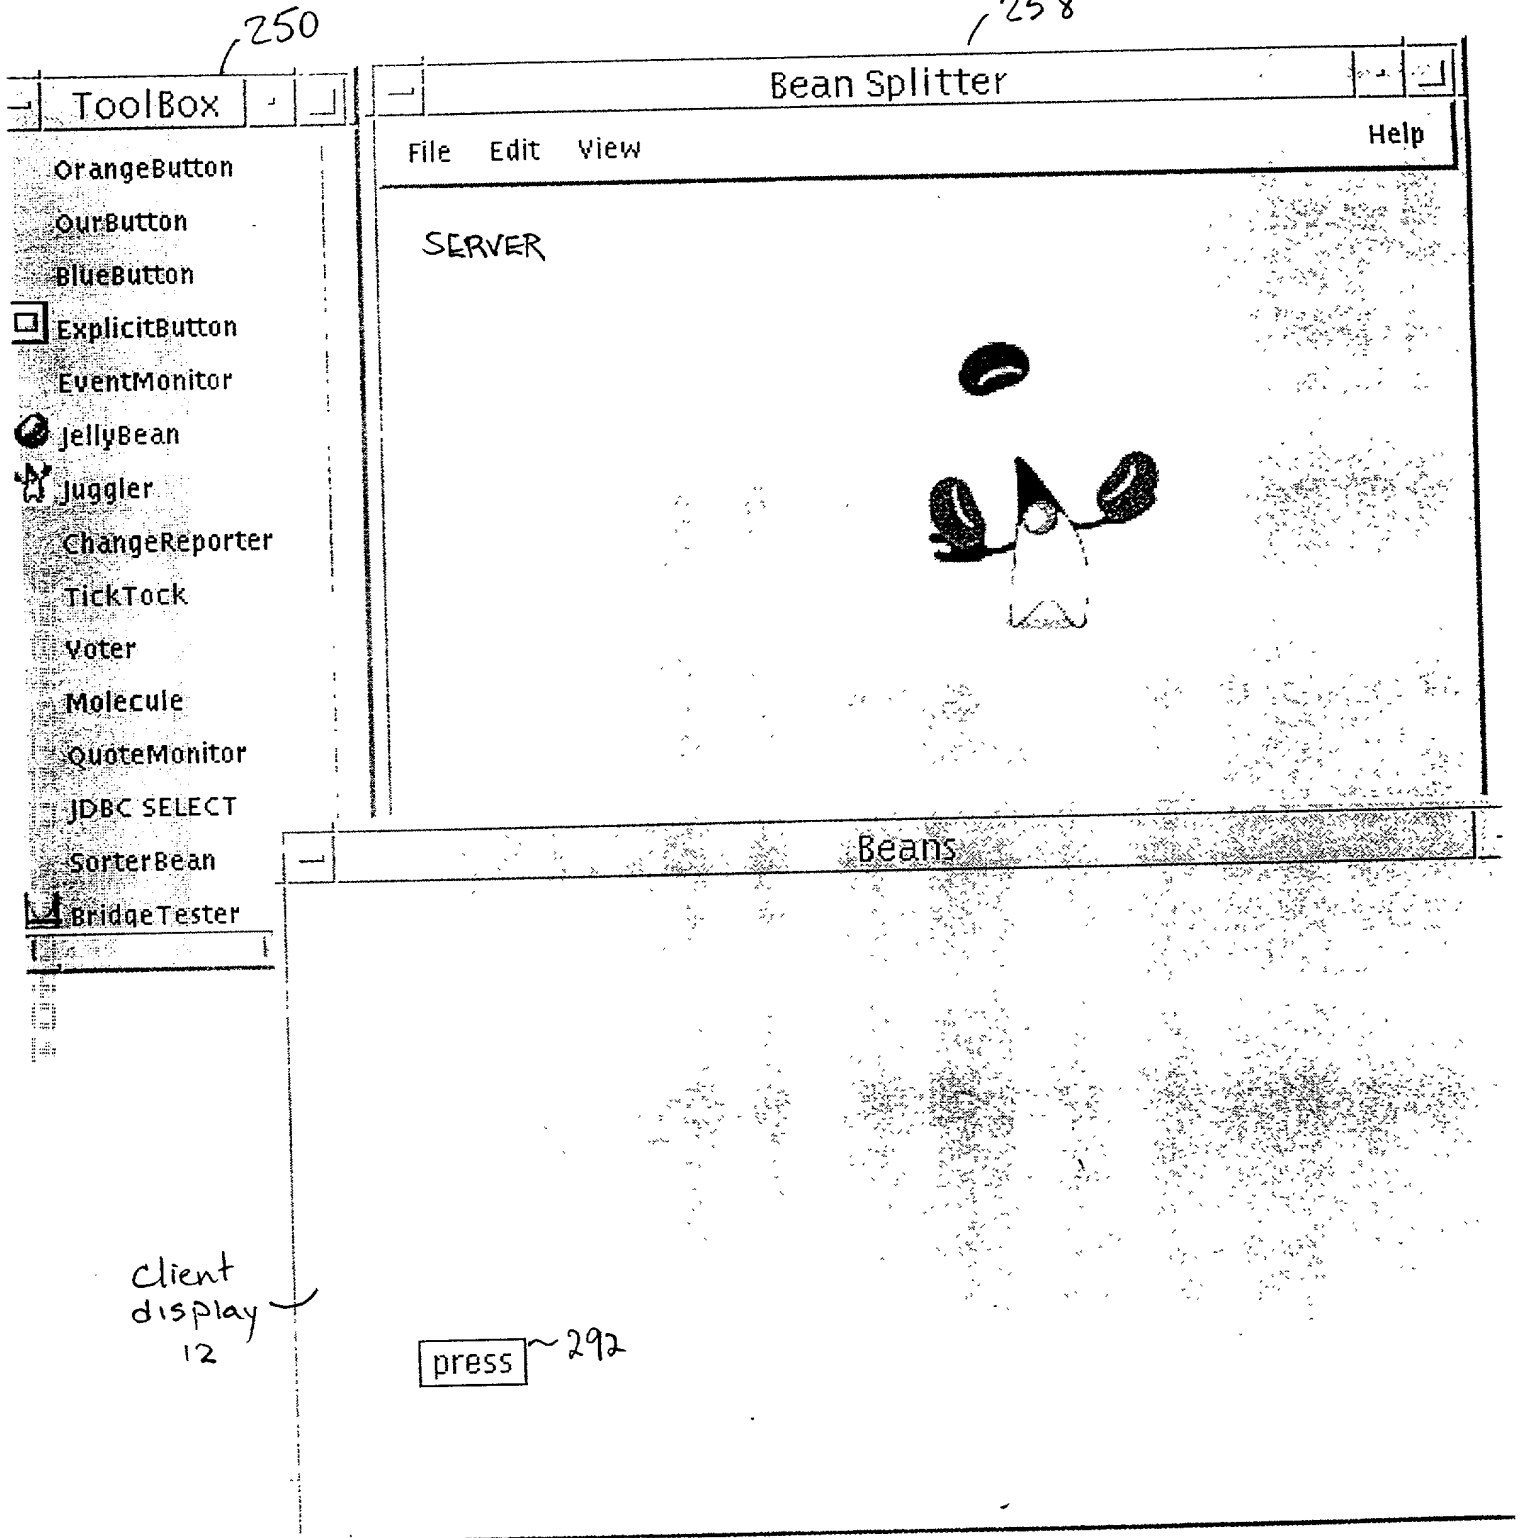 250
258
ToolBox
Bean Splitter
File Edit View Help
OrangeButton
OurButton
BlueButton
ExplicitButton
EventMonitor
JellyBean
Juggler
ChangeReporter
TickTock
Voter
Molecule
QuoteMonitor
JDBC SELECT
SorterBean
BridgeTester
SERVER
Beans
Client
display
12
press
292